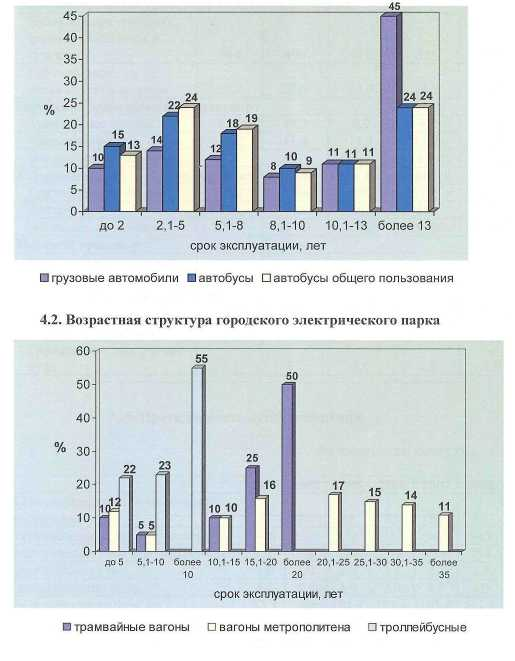 45
40
35
30
25
20
15
10
5
0
%
10 15 13
14 22 24
12 18 19
8 10 9
11 11 11
45 24 24
до 2 2,1-5 5,1-8 8,1-10 10,1-13 более 13
срок эксплуатации, лет
грузовые автомобили автобусы автобусы общего пользования
4.2. Возрастная структура городского электрического парка
60
50
40
30
20
10
0
%
10 12 22
5 5 23
55
10 10
25 16
50
17
15
14
11
до 5 5,1-10 более 10,1-15 15,1-20 более 20,1-25 25,1-30 30,1-35 более
10 20 35
срок эксплуатации, лет
трамвайные вагоны вагоны метрополитена троллейбусные